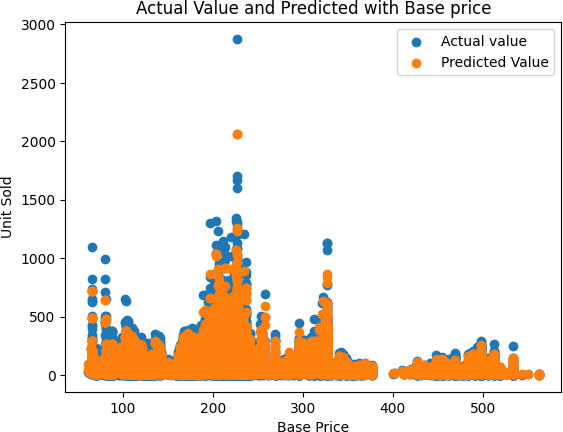 Actual Value and Predicted with Base price
Actual value
Predicted Value
3000
2500
2000
1500
1000
500
0
Unit Sold
100 200 300 400 500
Base Price